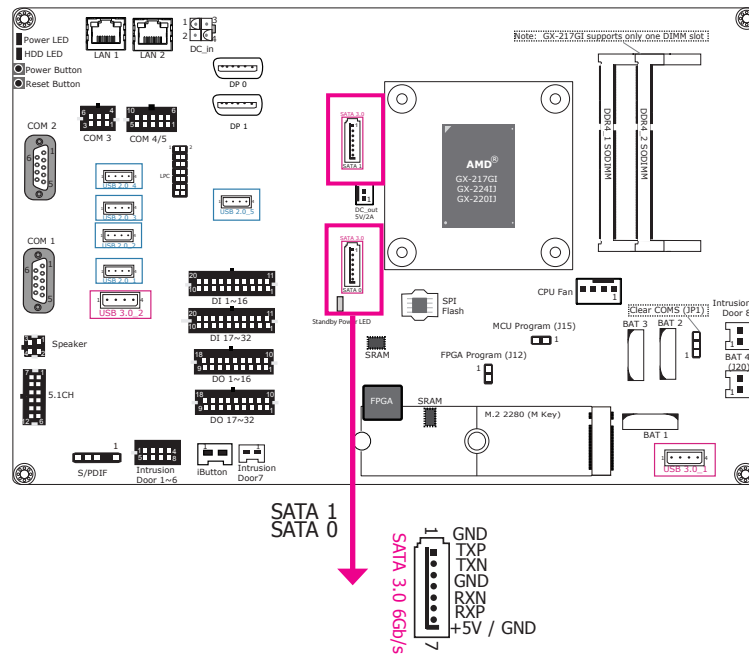 Power LED
HDD LED
Power Button
Reset Button
LAN 1
LAN 2
1
3
2
4
DC_in
DP 0
DP 1
Note: GX-217GI supports only one DIMM slot
DDR4_1 SODIMM
DDR4_2 SODIMM
SATA 3.0
SATA 1
AMD®
GX-217GI
GX-224IJ
GX-220IJ
COM 2
COM 3
COM 4/5
LPC
USB 2.0_4
USB 2.0_3
USB 2.0_2
USB 2.0_1
USB 2.0_5
DC_out
5V/2A
SATA 3.0
SATA 0
Standby Power LED
COM 1
USB 3.0_2
DI 1~16
DI 17~32
DO 1~16
DO 17~32
SPI
Flash
CPU Fan
Clear COMS (JP1)
Intrusion
Door 8
BAT 3
BAT 2
BAT 4
(J20)
MCU Program (J15)
FPGA Program (J12)
SRAM
SRAM
FPGA
M.2 2280 (M Key)
BAT 1
USB 3.0_1
Speaker
5.1CH
S/PDIF
Intrusion
Door 1~6
iButton
Intrusion
Door7
SATA 1
SATA 0
SATA 3.0 6Gb/s
1
GND
TXP
TXN
GND
RXN
RXP
+5V / GND
7